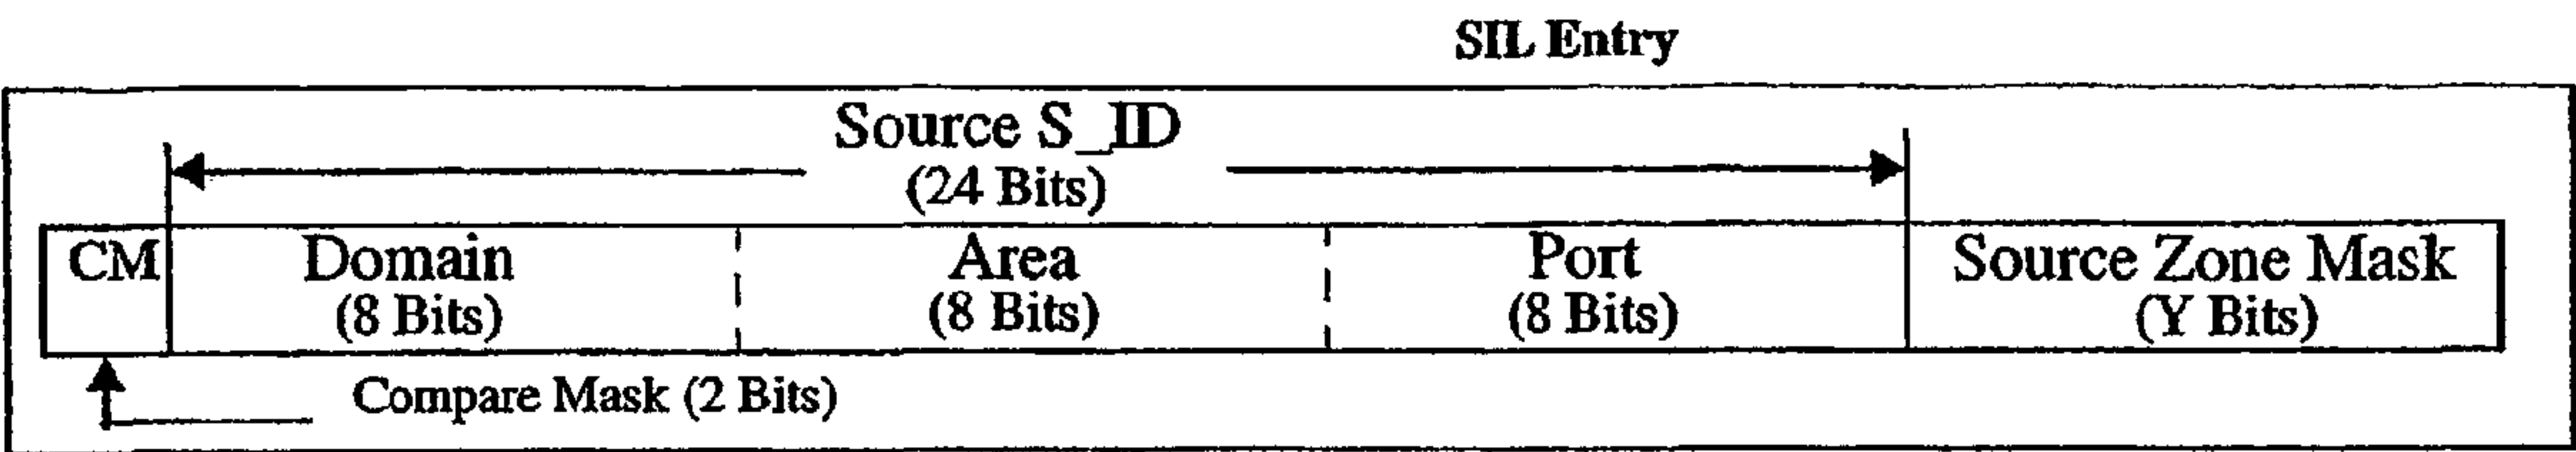 SIL Entry
Source S_ID
(24 Bits)
CM
Domain
(8 Bits)
Area
(8 Bits)
Port
(8 Bits)
Source Zone Mask
(Y Bits)
Compare Mask (2 Bits)